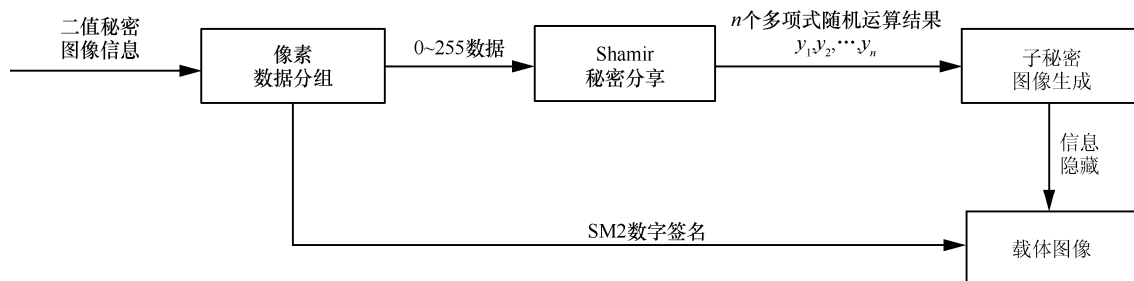 二值秘密
图像信息
像素
数据分组
0~255数据
Shamir
秘密分享
n个多项式随机运算结果
y₁,y₂,⋯,yₙ
子秘密
图像生成
信息
隐藏
SM2数字签名
载体图像